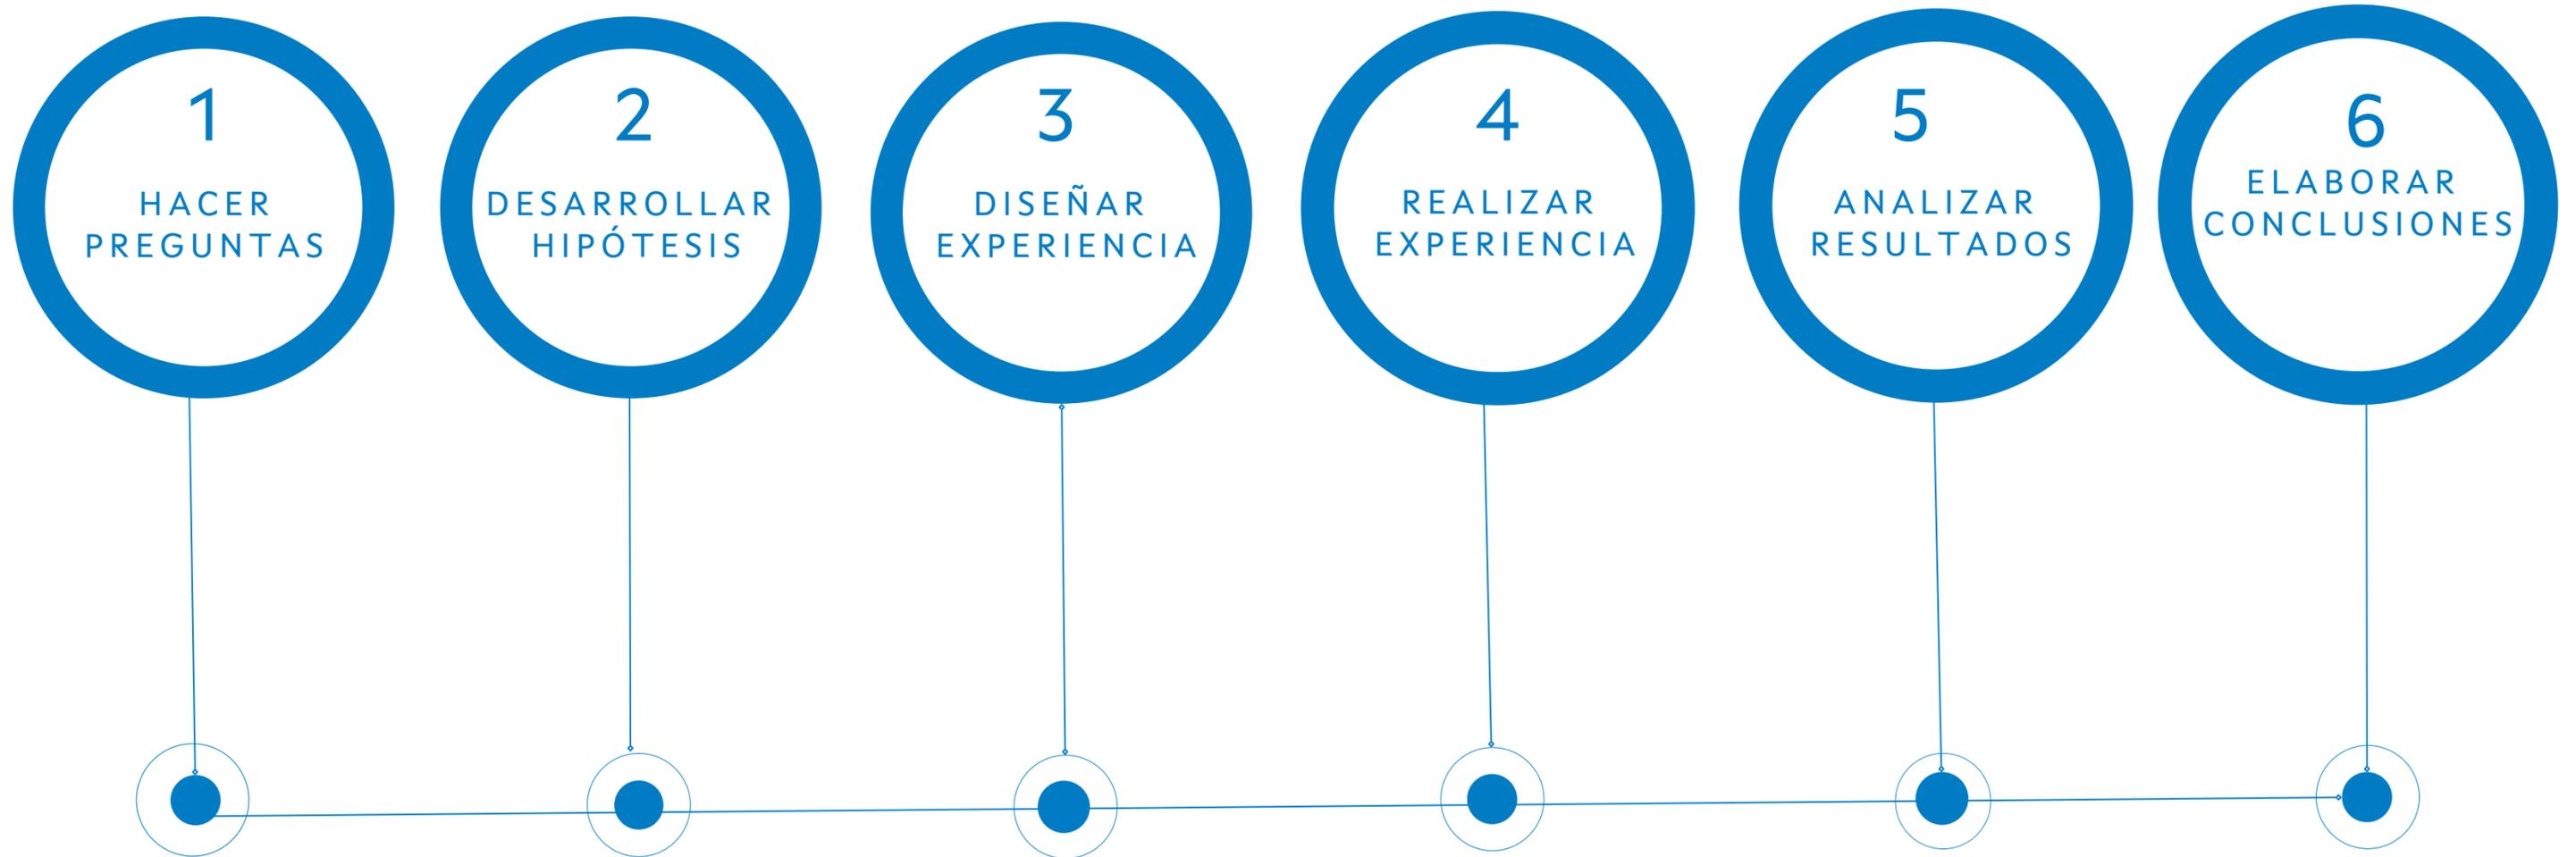 1
HACER
PREGUNTAS
2
DESARROLLAR
HIPÓTESIS
3
DISEÑAR
EXPERIENCIA
4
REALIZAR
EXPERIENCIA
5
ANALIZAR
RESULTADOS
6
ELABORAR
CONCLUSIONES